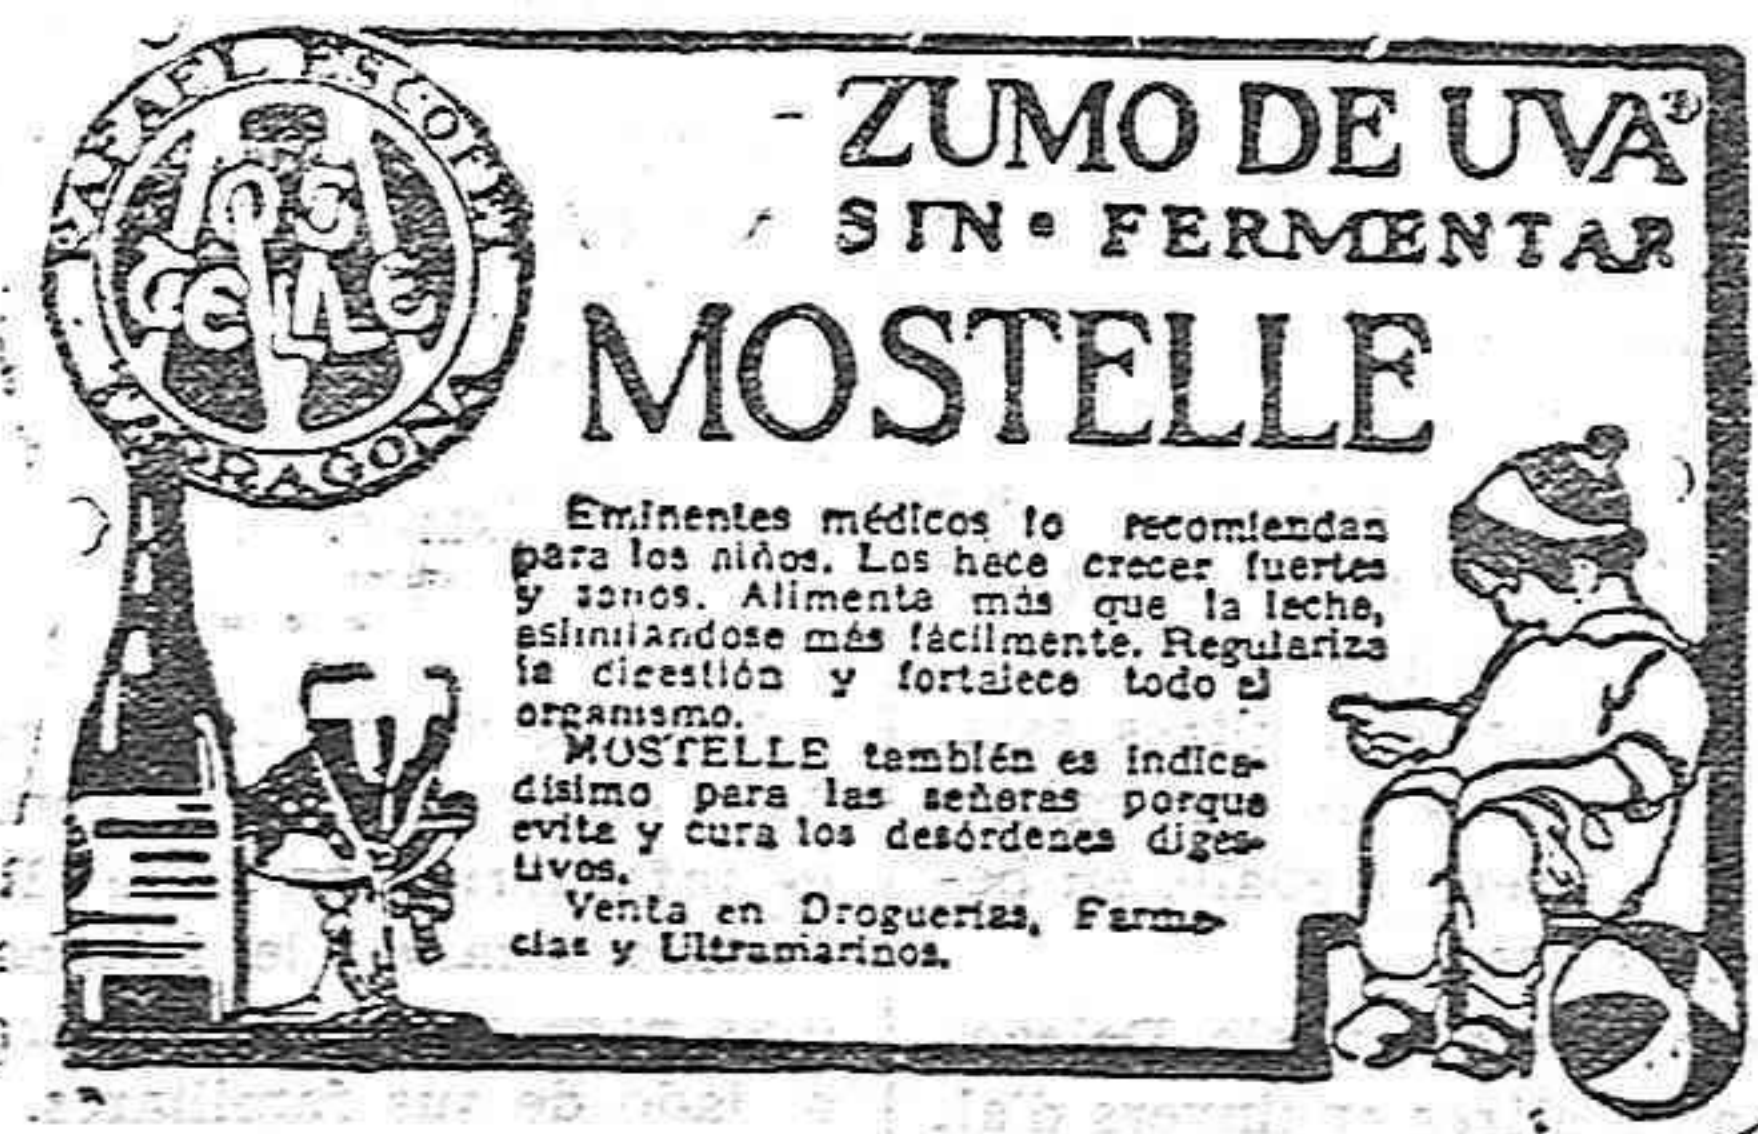 RAFAEL ESCOFET
TARRAGONA
ZUMO DE UVA
SIN FERMENTAR
MOSTELLE
Eminentes médicos lo recomiendan
para los niños. Los hace crecer fuertes
y sanos. Alimenta más que la leche,
asimilándose más fácilmente. Regulariza
la digestión y fortalece todo el
organismo.
MOSTELLE también es indica-
dísimo para las señoras porque
evita y cura los desórdenes diges-
tivos.
Venta en Droguerías, Farma-
cias y Ultramarinos.